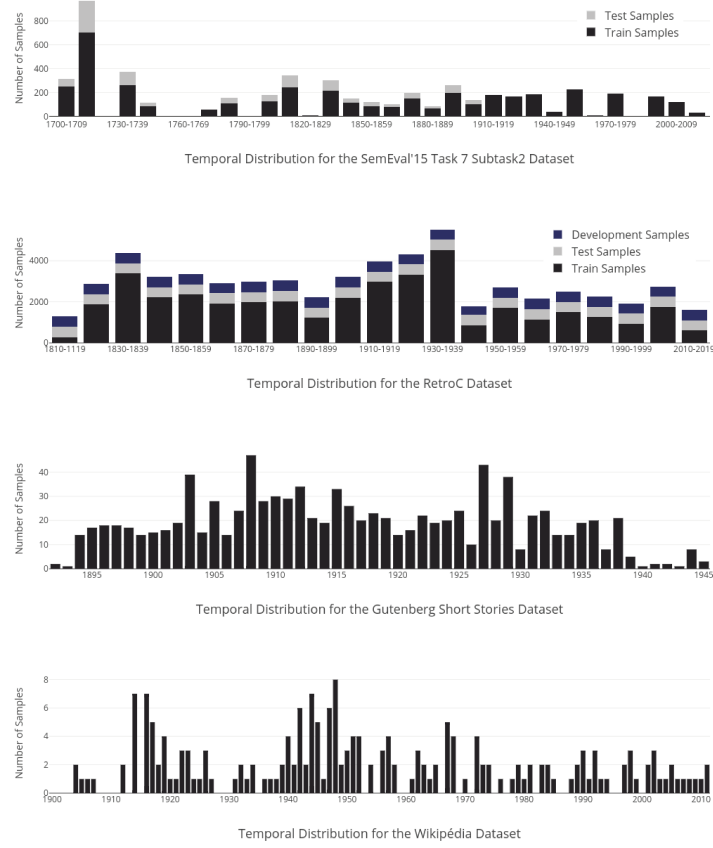 Number of Samples
800
600
400
200
0
Test Samples
Train Samples
1700-1709 1730-1739 1760-1769 1790-1799 1820-1829 1850-1859 1880-1889 1910-1919 1940-1949 1970-1979 2000-2009
Temporal Distribution for the SemEval'15 Task 7 Subtask2 Dataset
Number of Samples
4000
2000
0
Development Samples
Test Samples
Train Samples
1810-1119 1830-1839 1850-1859 1870-1879 1890-1899 1910-1919 1930-1939 1950-1959 1970-1979 1990-1999 2010-2019
Temporal Distribution for the RetroC Dataset
Number of Samples
40
30
20
10
0
1895 1900 1905 1910 1915 1920 1925 1930 1935 1940 1945
Temporal Distribution for the Gutenberg Short Stories Dataset
Number of Samples
8
6
4
2
0
1900 1910 1920 1930 1940 1950 1960 1970 1980 1990 2000 2010
Temporal Distribution for the Wikipédia Dataset